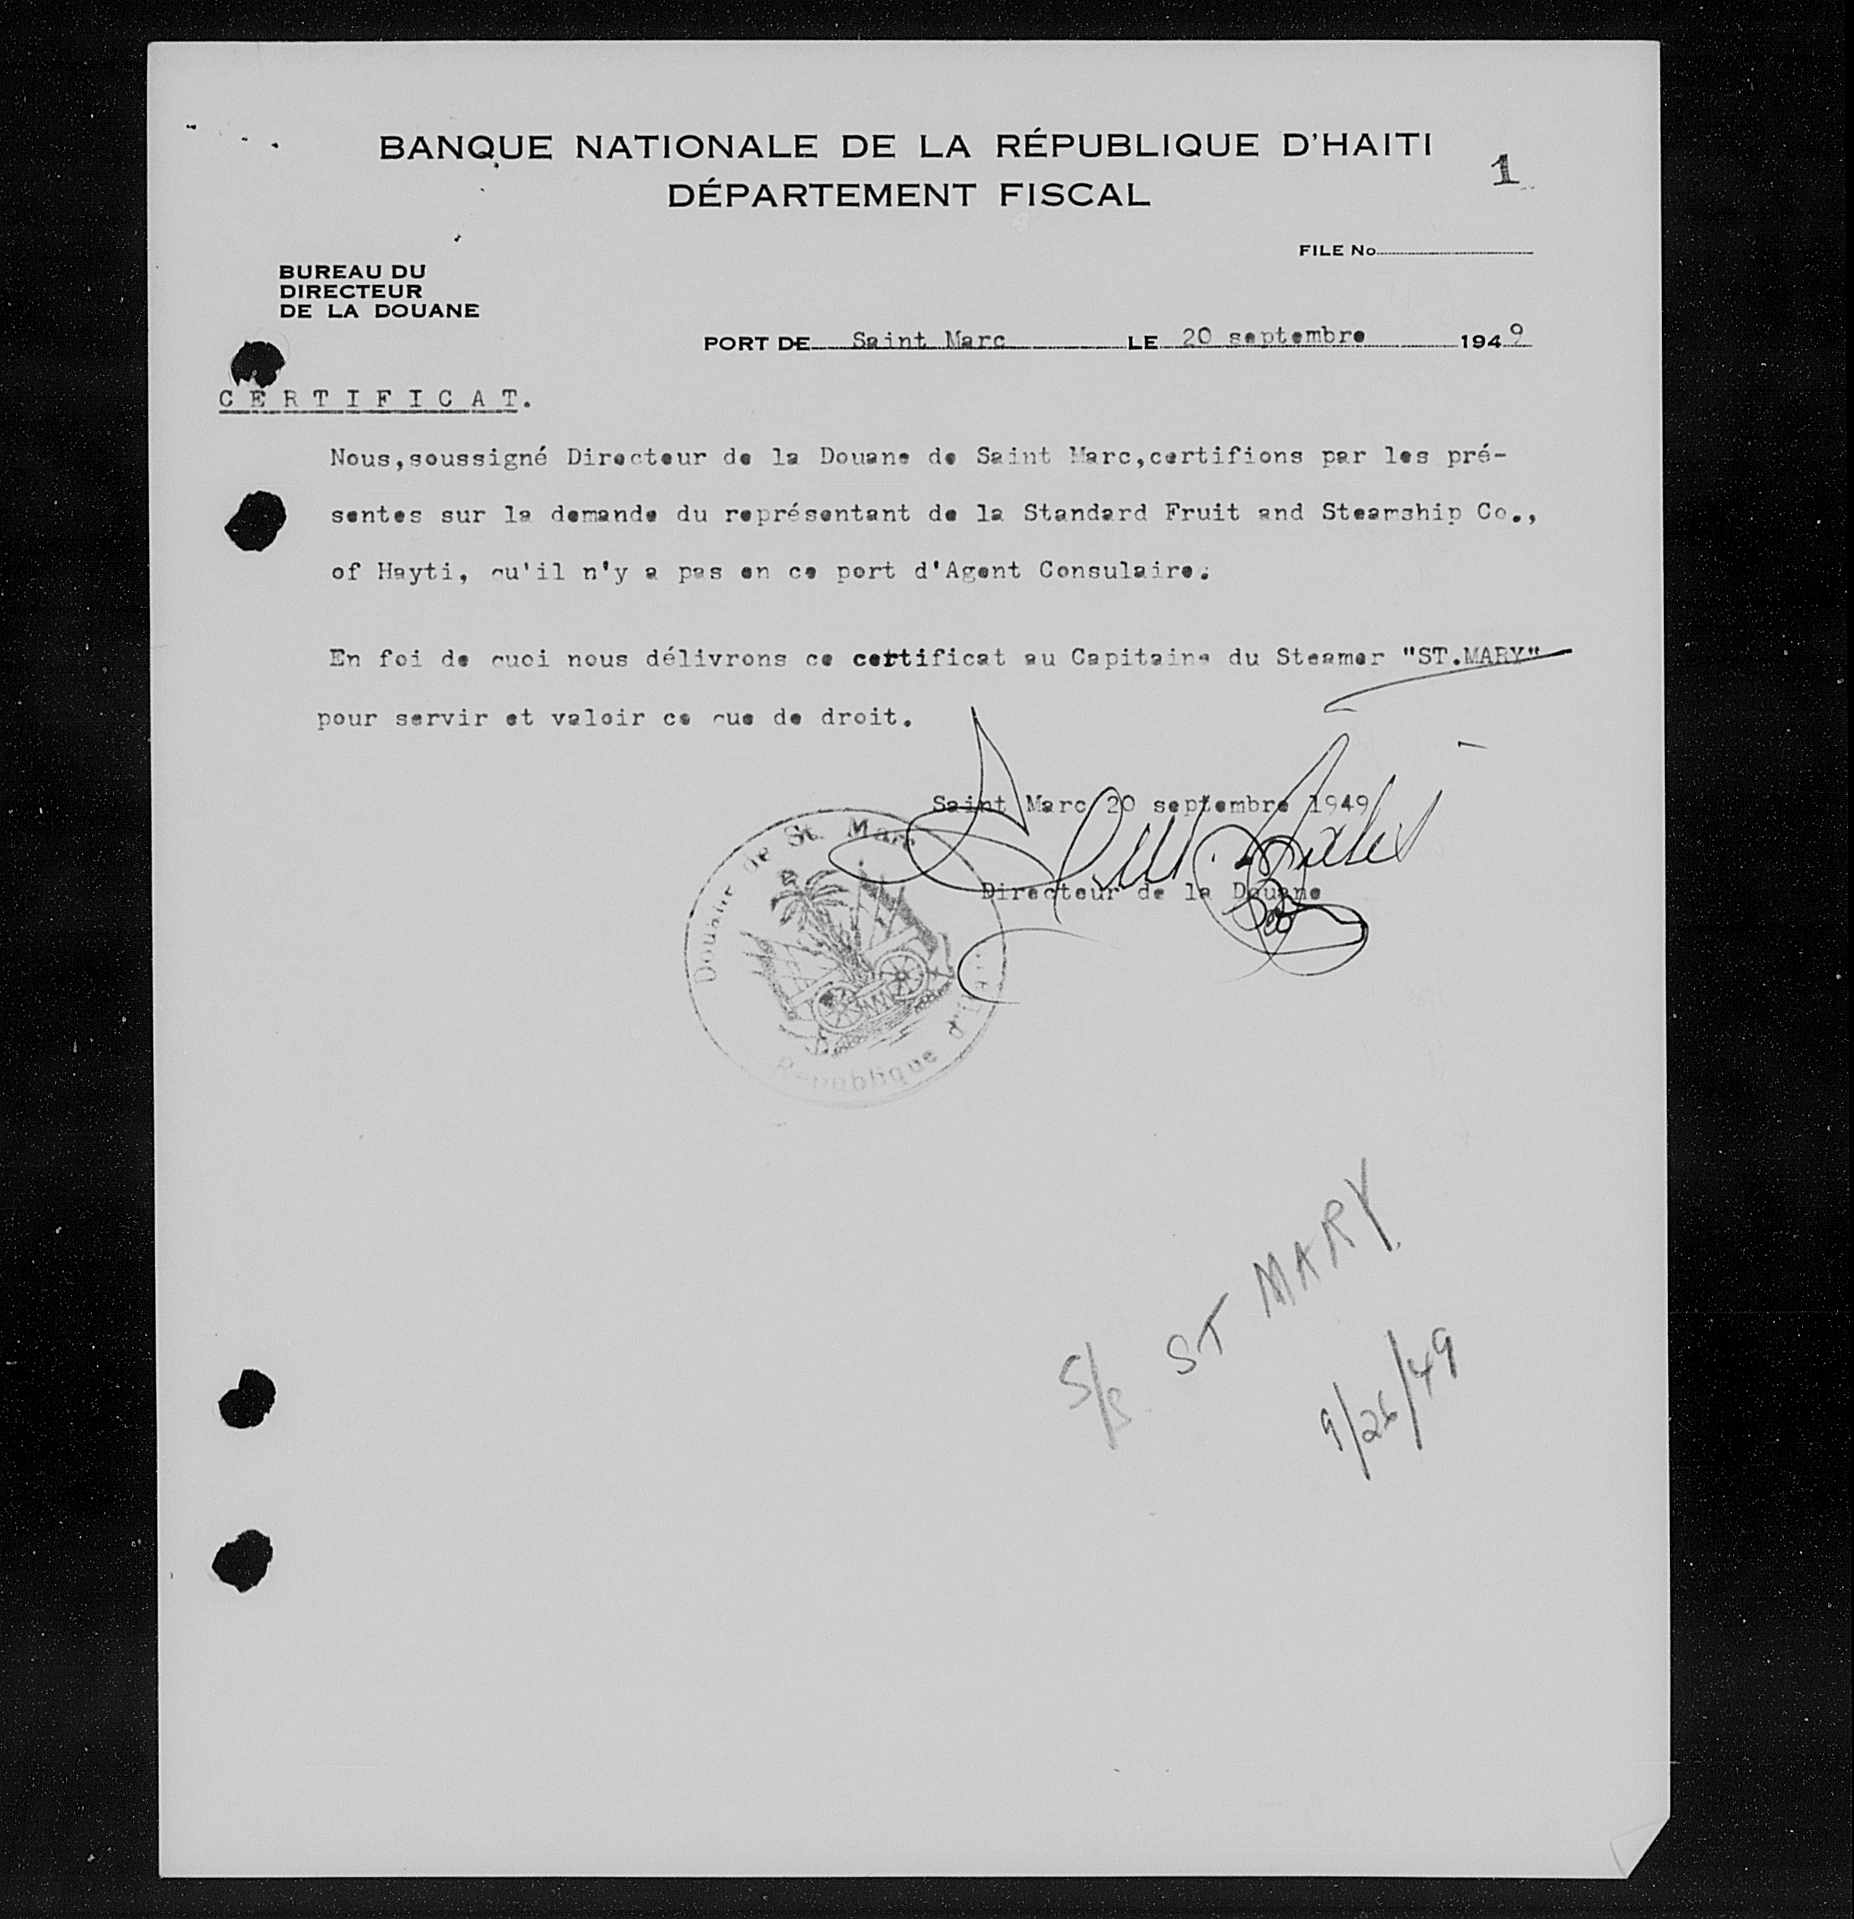 BANQUE NATIONALE DE LA RÉPUBLIQUE D'HAITI
1
DÉPARTEMENT FISCAL
FILE No
BUREAU DU
DIRECTEUR
DE LA DOUANE
PORT DE Saint Marc LE 20 septembre 1949
CERTIFICAT.
Nous,soussigné Directeur de la Douane de Saint Marc,certifions par les pré-
sentes sur la demande du représentant de la Standard Fruit and Steamship Co.,
of Hayti, qu'il n'y a pas en ce port d'Agent Consulaire.
En foi de quoi nous délivrons ce certificat au Capitaine du Steamer "ST.MARY"
pour servir et valoir ce que de droit.
Saint Marc 20 septembre 1949
Directeur de la Douane
Douane de St. Marc
République d'
S/S ST MARY
9/26/49